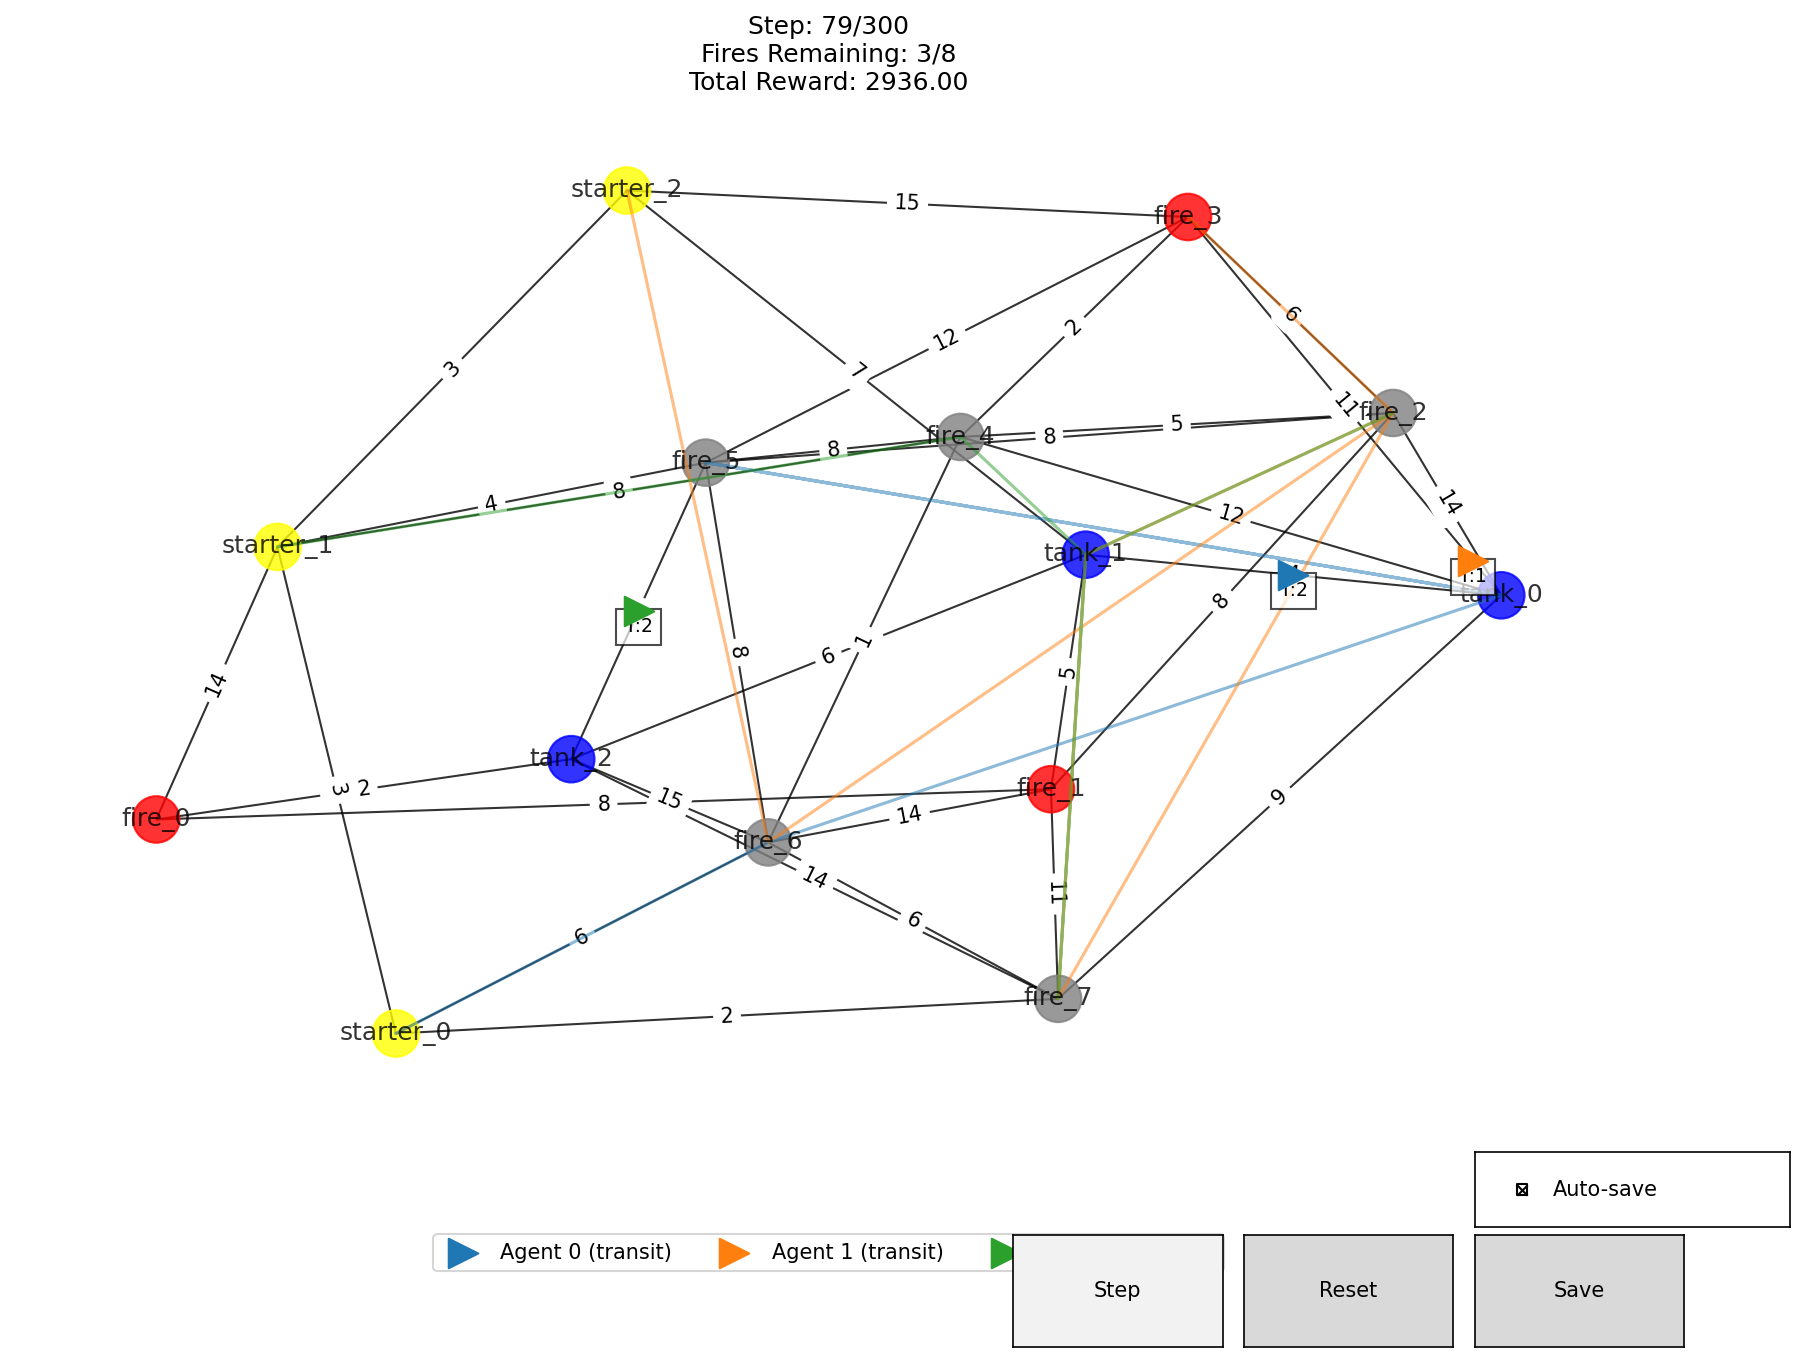 Step: 79/300
Fires Remaining: 3/8
Total Reward: 2936.00
starter_2
15
fire_3
6
3
12
2
7
11
fire_2
5
8
8
fire_4
fire_5
4
8
14
12
starter_1
tank_1
T:1
T:2
tank_0
T:2
8
8
6
1
5
14
tank_2
3
2
15
8
fire_1
9
fire_0
14
fire_6
14
11
6
6
fire_7
2
starter_0
Auto-save
Agent 0 (transit)
Agent 1 (transit)
Step
Reset
Save